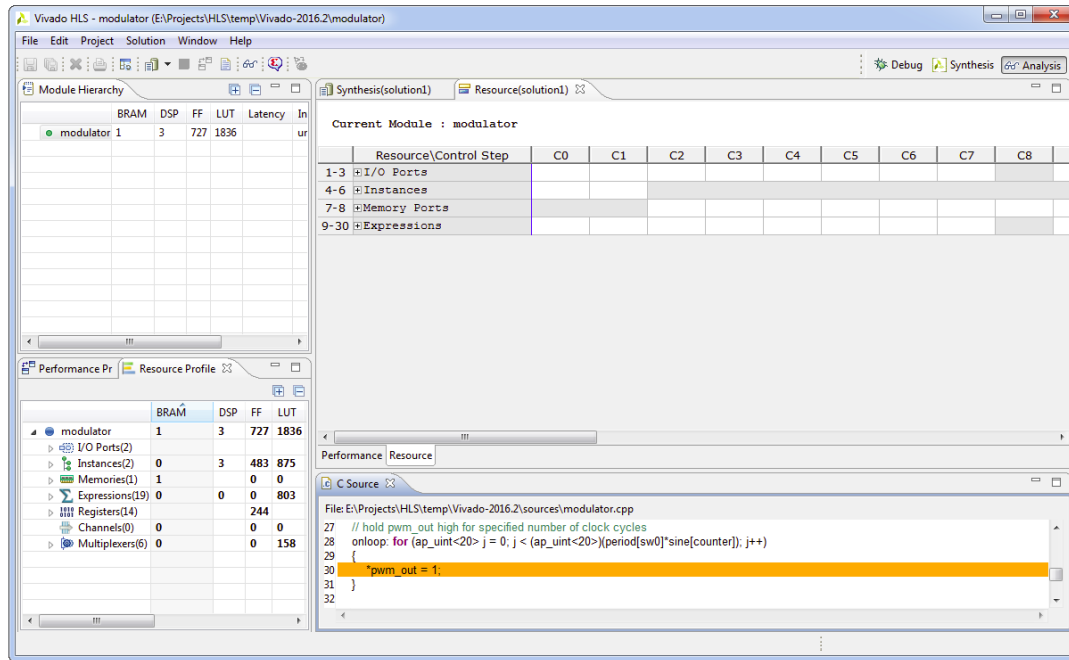 Vivado HLS - modulator (E:\Projects\HLS\temp\Vivado-2016.2\modulator)
File Edit Project Solution Window Help
Debug Synthesis Analysis
Module Hierarchy
BRAM DSP FF LUT Latency In
modulator 1 3 727 1836 ur
Synthesis(solution1) Resource(solution1)
Current Module : modulator
Resource\Control Step C0 C1 C2 C3 C4 C5 C6 C7 C8
1-3 I/O Ports
4-6 Instances
7-8 Memory Ports
9-30 Expressions
Performance Resource
Performance Pr Resource Profile
BRAM DSP FF LUT
modulator 1 3 727 1836
I/O Ports(2)
Instances(2) 0 3 483 875
Memories(1) 1 0 0
Expressions(19) 0 0 0 803
Registers(14) 244
Channels(0) 0 0 0
Multiplexers(6) 0 0 158
C Source
File: E:\Projects\HLS\temp\Vivado-2016.2\sources\modulator.cpp
27 // hold pwm_out high for specified number of clock cycles
28 onloop: for (ap_uint<20> j = 0; j < (ap_uint<20>)(period[sw0]*sine[counter]); j++)
29 {
30 *pwm_out = 1;
31 }
32